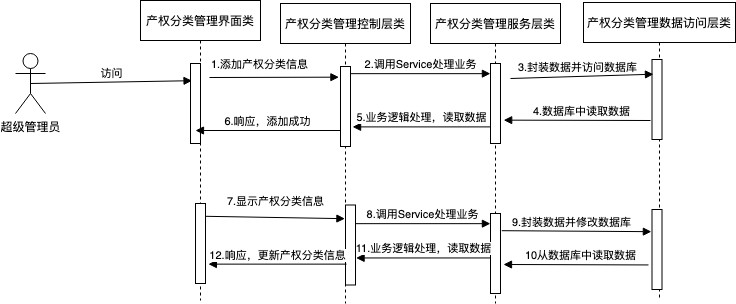 产权分类管理界面类
产权分类管理控制层类
产权分类管理服务层类
产权分类管理数据访问层类
超级管理员
访问
1.添加产权分类信息
2.调用Service处理业务
3.封装数据并访问数据库
4.数据库中读取数据
5.业务逻辑处理，读取数据
6.响应，添加成功
7.显示产权分类信息
8.调用Service处理业务
9.封装数据并修改数据库
10从数据库中读取数据
11.业务逻辑处理，读取数据
12.响应，更新产权分类信息